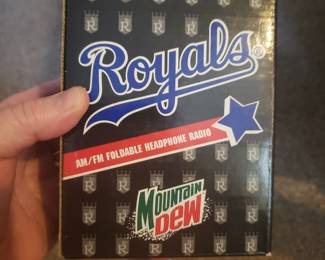 Royals®
AM/FM FOLDABLE HEADPHONE RADIO
MOUNTAIN
DEW